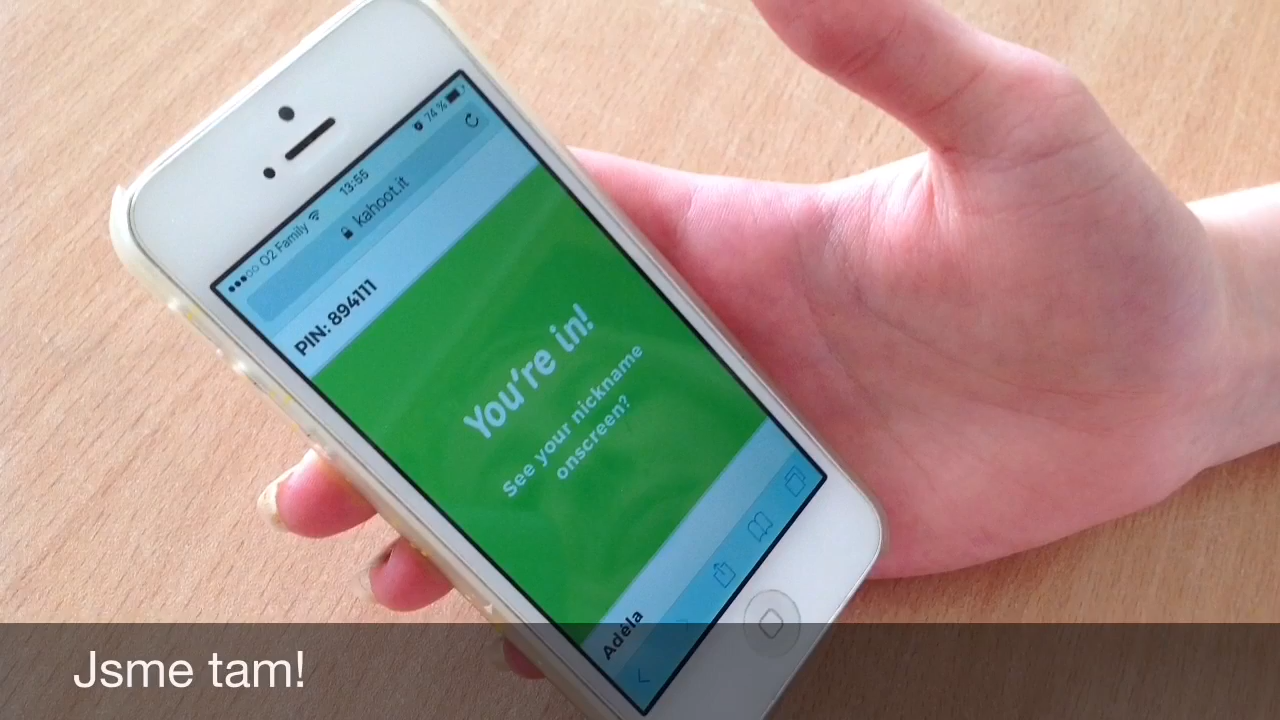 O2 Family 13:55 74 %
kahoot.it
PIN: 894111
You're in!
See your nickname
onscreen?
Adéla
Jsme tam!